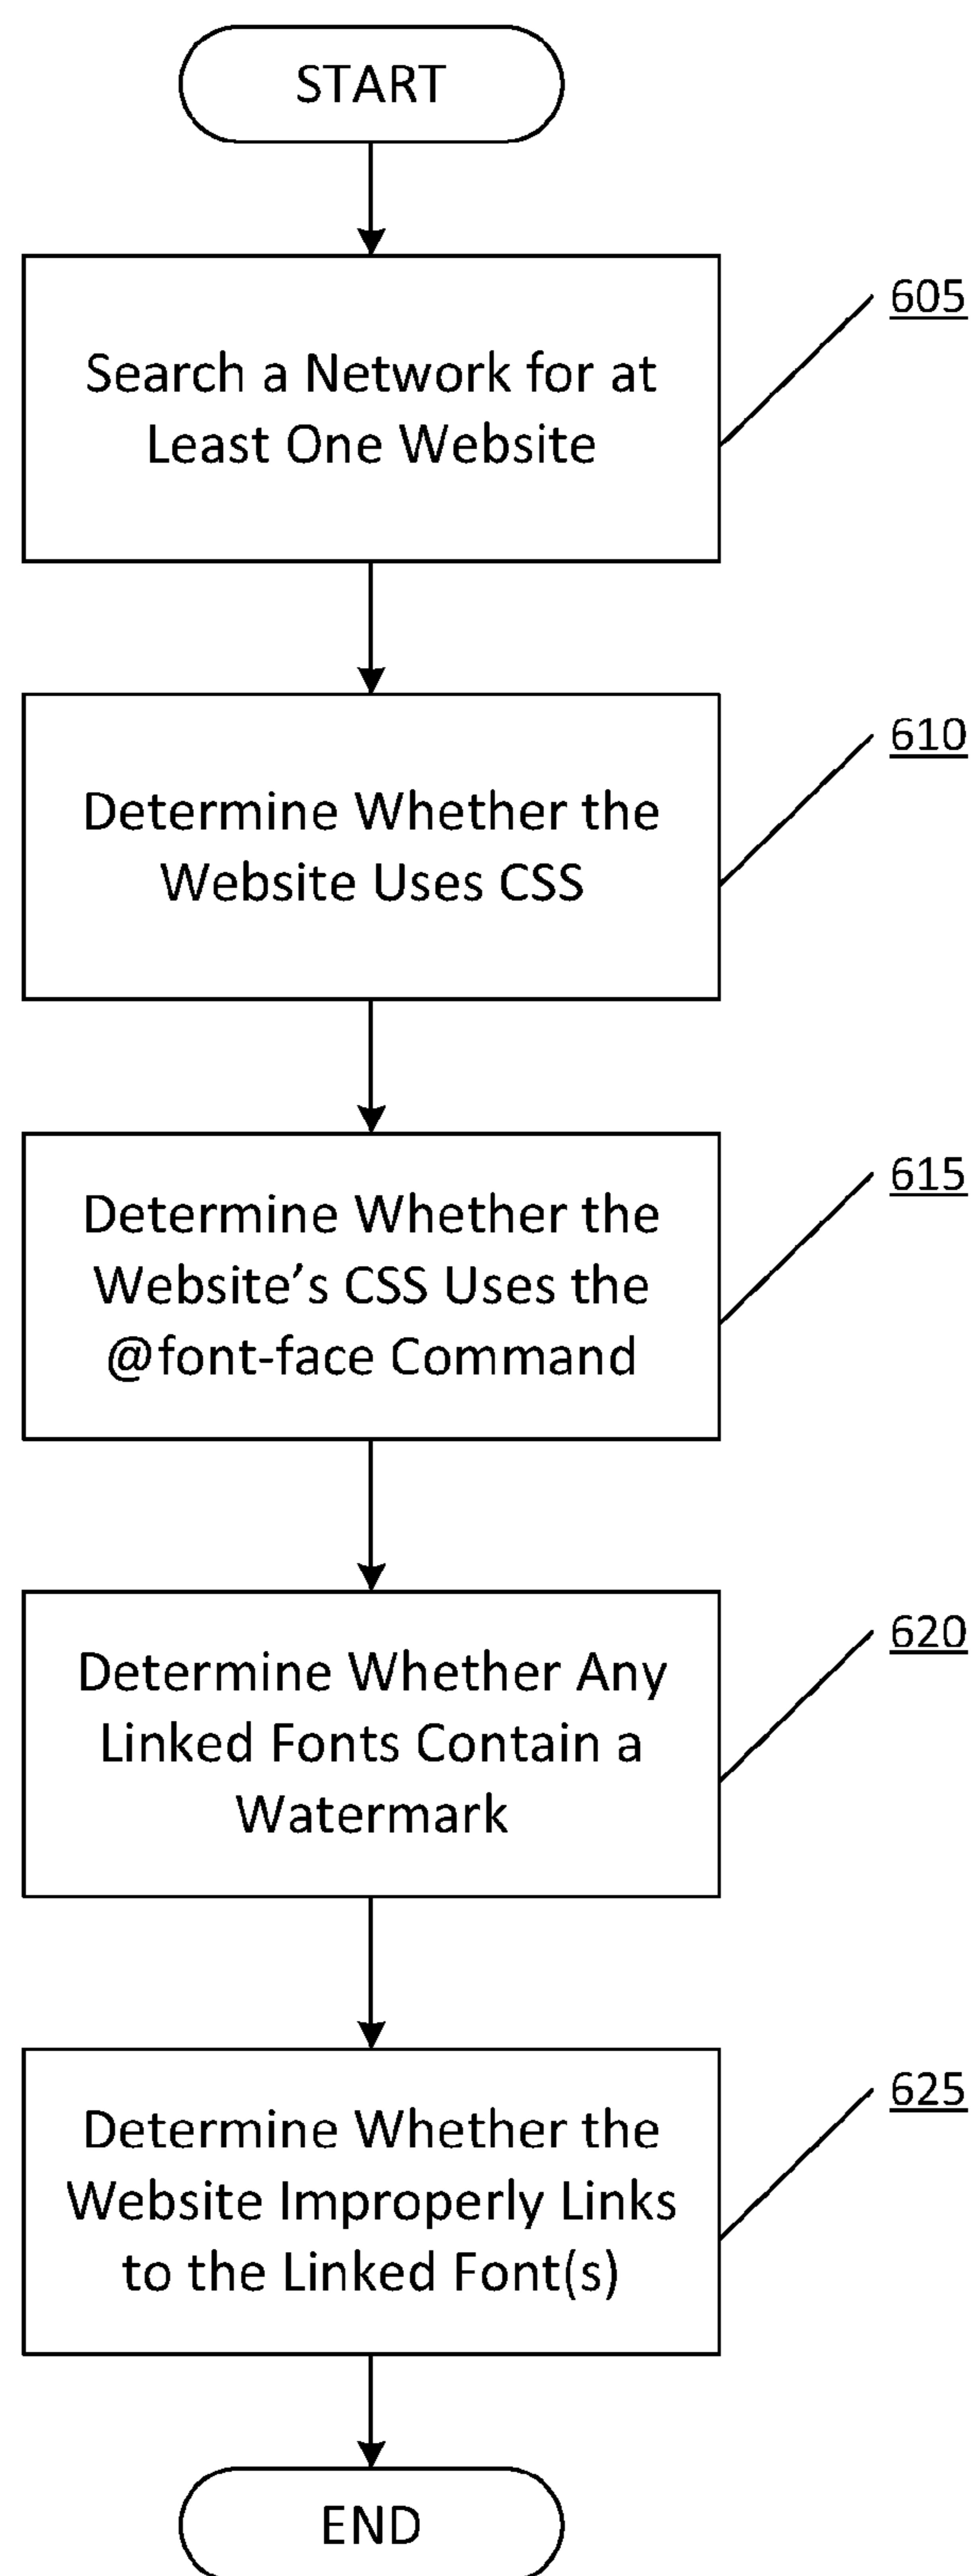 START
605
Search a Network for at
Least One Website
610
Determine Whether the
Website Uses CSS
615
Determine Whether the
Website’s CSS Uses the
@font-face Command
620
Determine Whether Any
Linked Fonts Contain a
Watermark
625
Determine Whether the
Website Improperly Links
to the Linked Font(s)
END